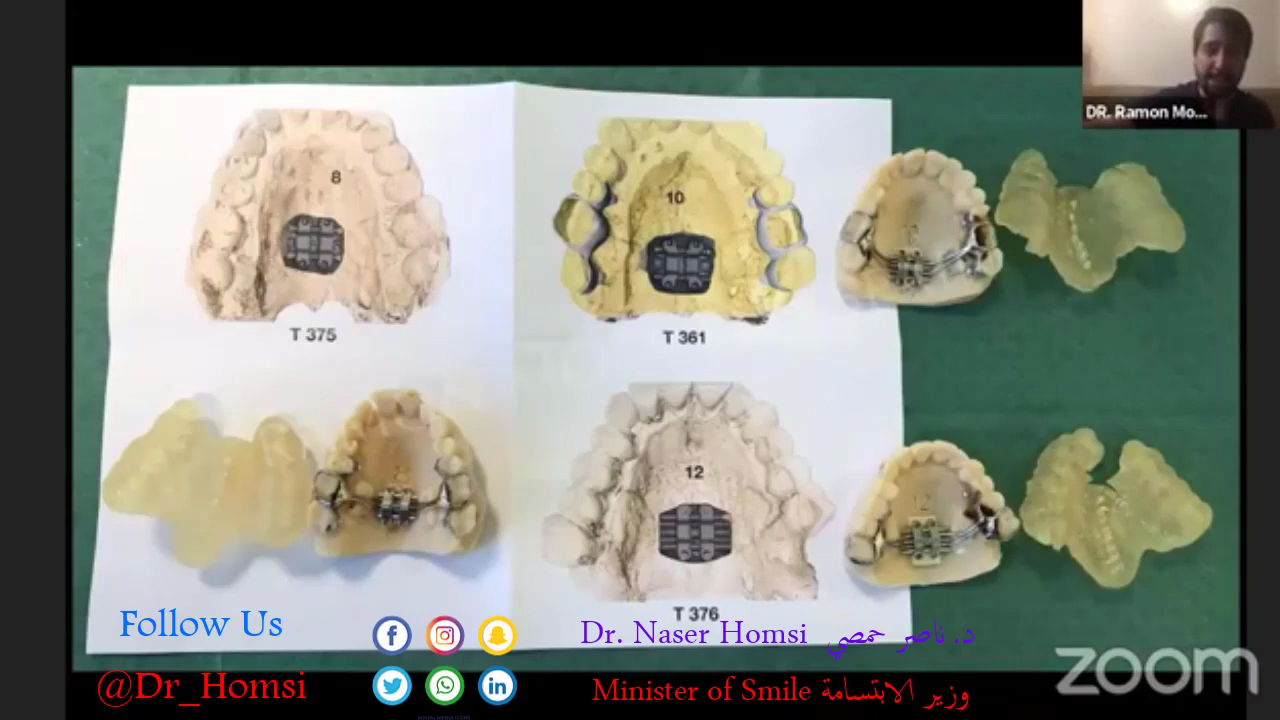 DR. Ramon Mo...
8
10
T 375
T 361
12
T 376
Follow Us
Dr. Naser Homsi د. ناصر حمصي
@Dr_Homsi
Minister of Smile وزير الابتسامة
zoom